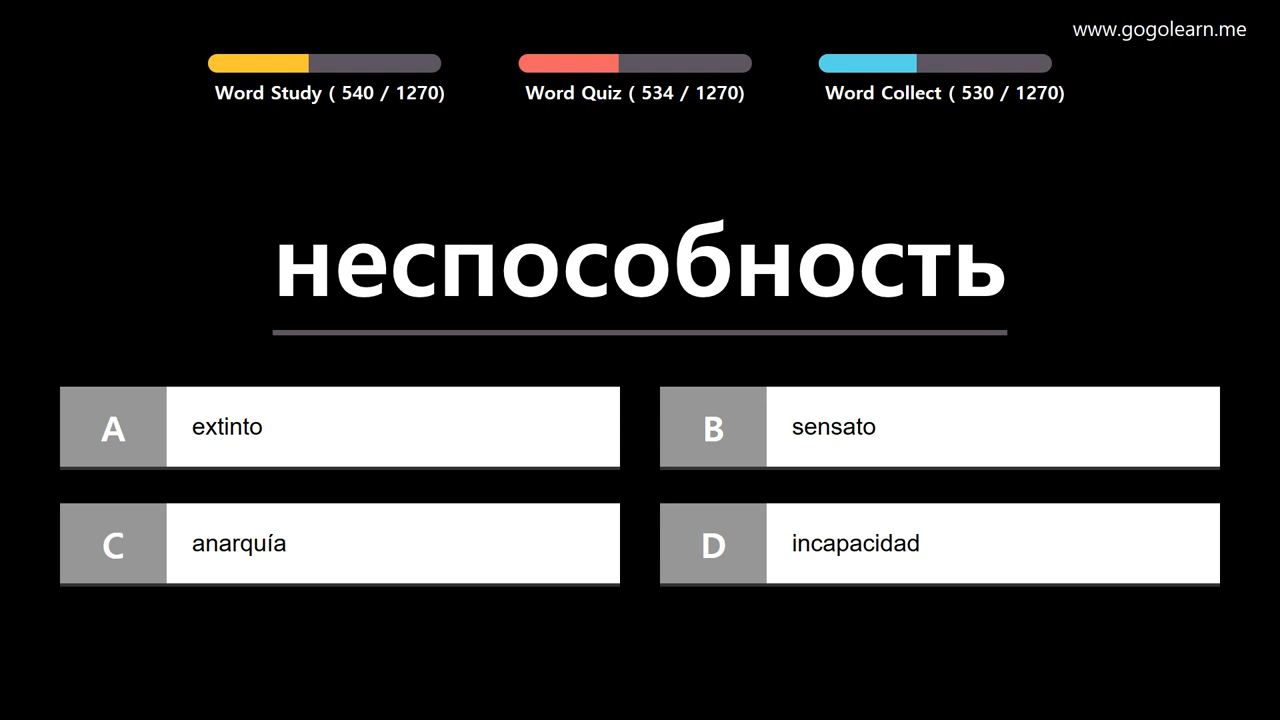 www.gogolearn.me
Word Study ( 540 / 1270)
Word Quiz ( 534 / 1270)
Word Collect ( 530 / 1270)
неспособность
A
extinto
B
sensato
C
anarquía
D
incapacidad